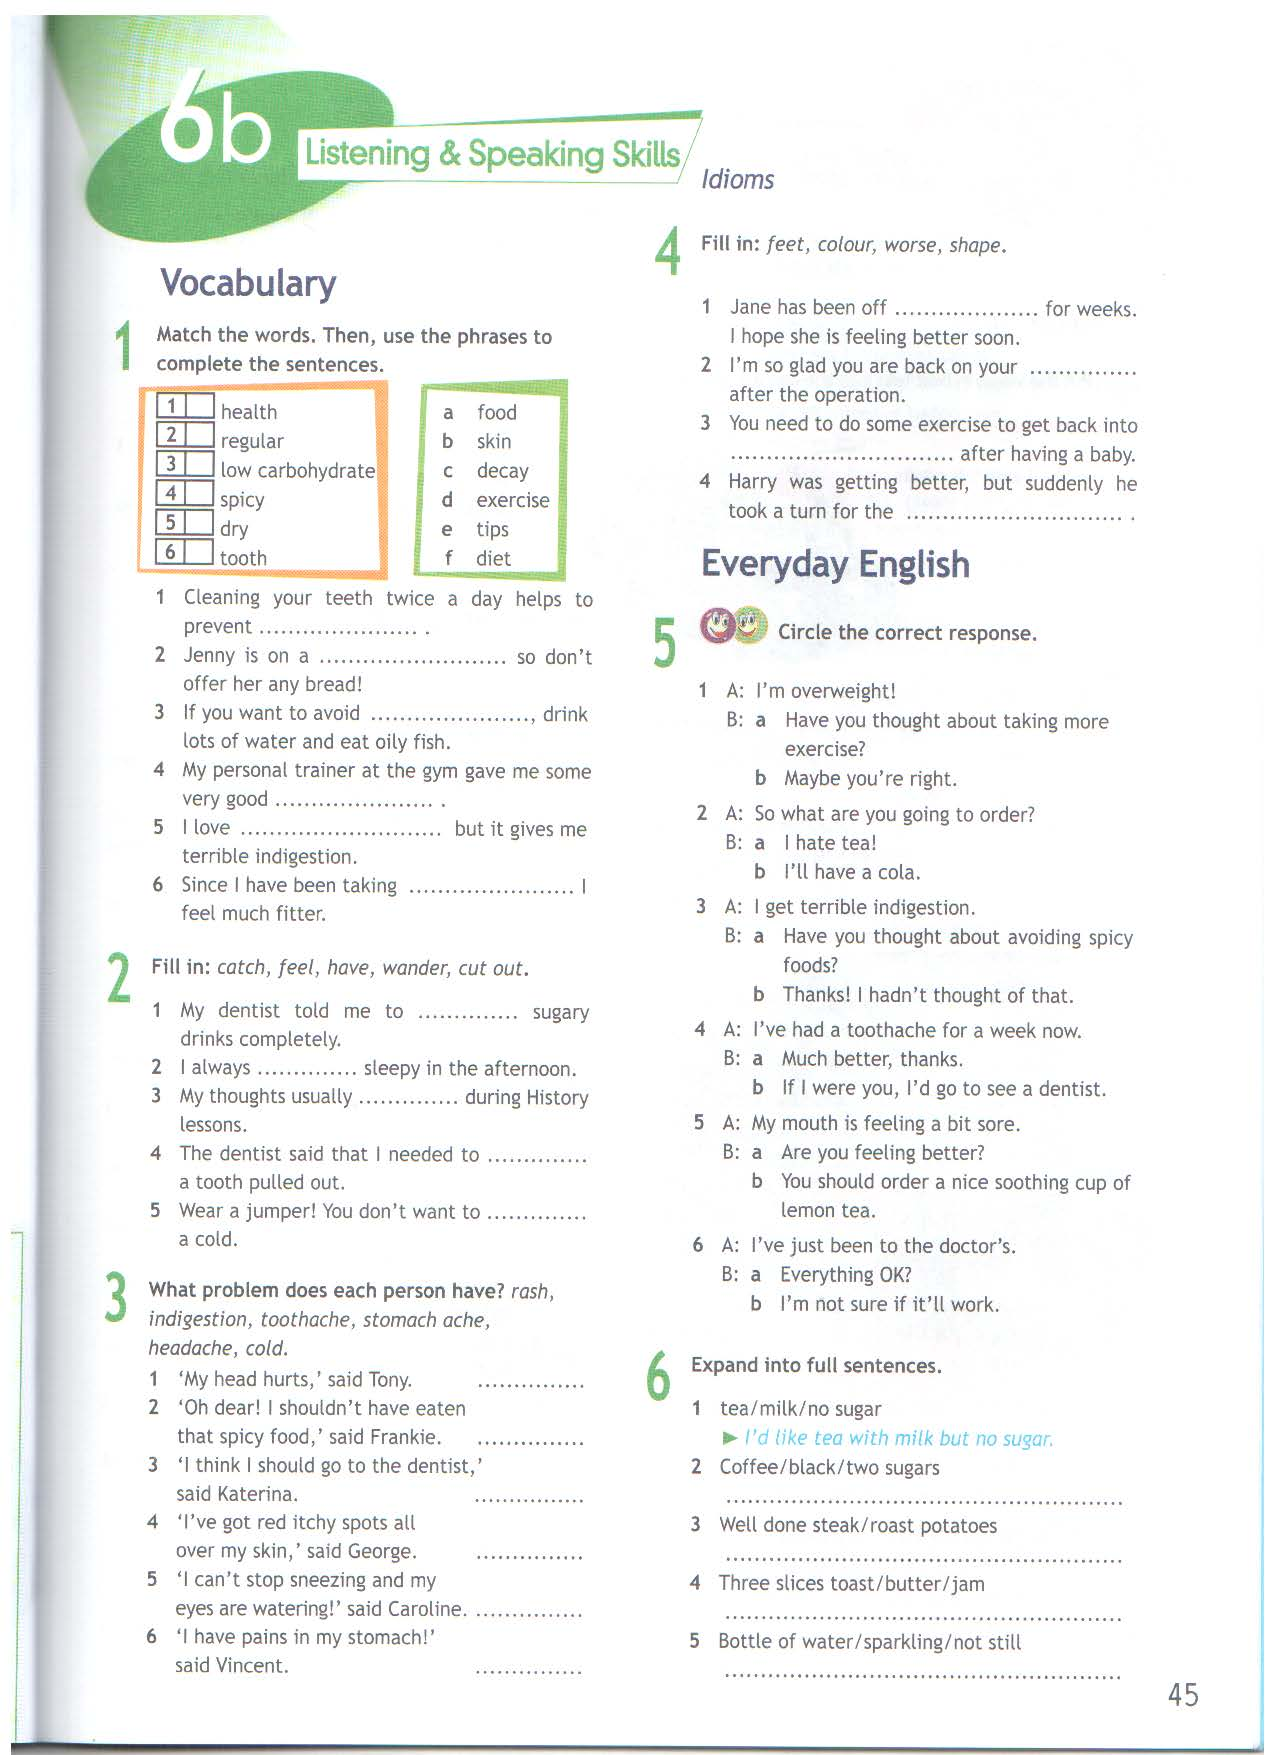 6b
Listening & Speaking Skills
Vocabulary
1 Match the words. Then, use the phrases to
complete the sentences.
1 health
2 regular
3 low carbohydrate
4 spicy
5 dry
6 tooth
a food
b skin
c decay
d exercise
e tips
f diet
1 Cleaning your teeth twice a day helps to
prevent ...................... .
2 Jenny is on a .......................... so don't
offer her any bread!
3 If you want to avoid ......................, drink
lots of water and eat oily fish.
4 My personal trainer at the gym gave me some
very good ...................... .
5 I love ............................ but it gives me
terrible indigestion.
6 Since I have been taking ....................... I
feel much fitter.
2 Fill in: catch, feel, have, wander, cut out.
1 My dentist told me to .............. sugary
drinks completely.
2 I always .............. sleepy in the afternoon.
3 My thoughts usually .............. during History
lessons.
4 The dentist said that I needed to ..............
a tooth pulled out.
5 Wear a jumper! You don't want to ..............
a cold.
3 What problem does each person have? rash,
indigestion, toothache, stomach ache,
headache, cold.
1 'My head hurts,' said Tony. ...............
2 'Oh dear! I shouldn't have eaten
that spicy food,' said Frankie. ...............
3 'I think I should go to the dentist,'
said Katerina. ...............
4 'I've got red itchy spots all
over my skin,' said George. ...............
5 'I can't stop sneezing and my
eyes are watering!' said Caroline. ...............
6 'I have pains in my stomach!'
said Vincent. ...............
Idioms
4 Fill in: feet, colour, worse, shape.
1 Jane has been off .................... for weeks.
I hope she is feeling better soon.
2 I'm so glad you are back on your ...............
after the operation.
3 You need to do some exercise to get back into
............................... after having a baby.
4 Harry was getting better, but suddenly he
took a turn for the .............................. .
Everyday English
5 Circle the correct response.
1 A: I'm overweight!
B: a Have you thought about taking more
exercise?
b Maybe you're right.
2 A: So what are you going to order?
B: a I hate tea!
b I'll have a cola.
3 A: I get terrible indigestion.
B: a Have you thought about avoiding spicy
foods?
b Thanks! I hadn't thought of that.
4 A: I've had a toothache for a week now.
B: a Much better, thanks.
b If I were you, I'd go to see a dentist.
5 A: My mouth is feeling a bit sore.
B: a Are you feeling better?
b You should order a nice soothing cup of
lemon tea.
6 A: I've just been to the doctor's.
B: a Everything OK?
b I'm not sure if it'll work.
6 Expand into full sentences.
1 tea/milk/no sugar
► I'd like tea with milk but no sugar.
2 Coffee/black/two sugars
.......................................................
3 Well done steak/roast potatoes
.......................................................
4 Three slices toast/butter/jam
.......................................................
5 Bottle of water/sparkling/not still
.......................................................
45